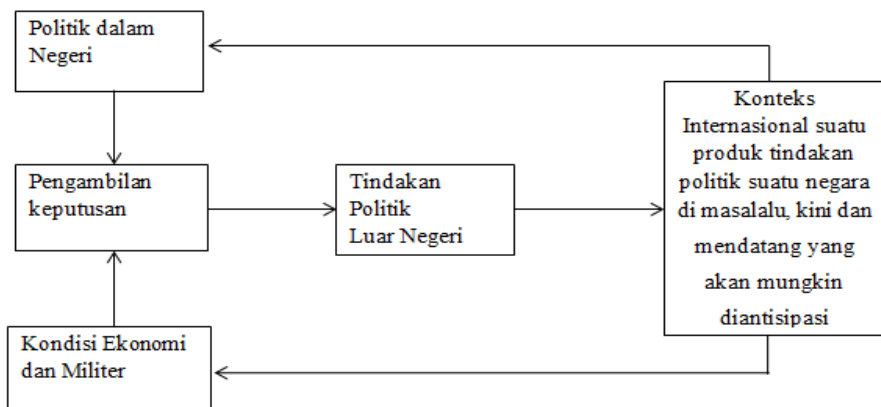 Politik dalam
Negeri
Pengambilan
keputusan
Kondisi Ekonomi
dan Militer
Tindakan
Politik
Luar Negeri
Konteks
Internasional suatu
produk tindakan
politik suatu negara
di masalalu, kini dan
mendatang yang
akan mungkin
diantisipasi